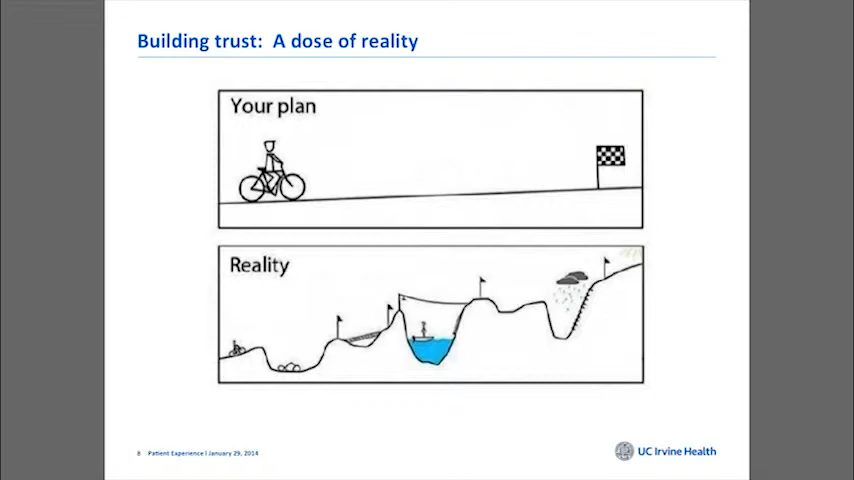 Building trust: A dose of reality
Your plan
Reality
8 Patient Experience | January 29, 2014
UC Irvine Health